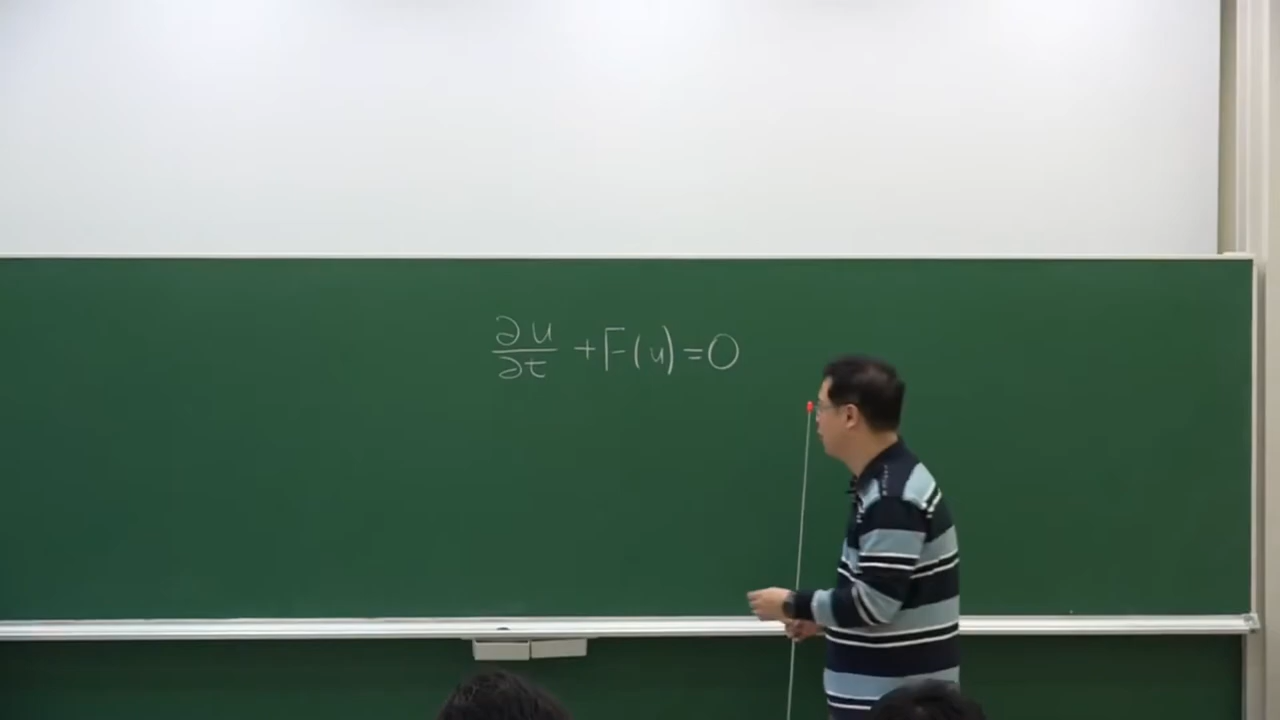 ∂u/∂t + F(u) = 0